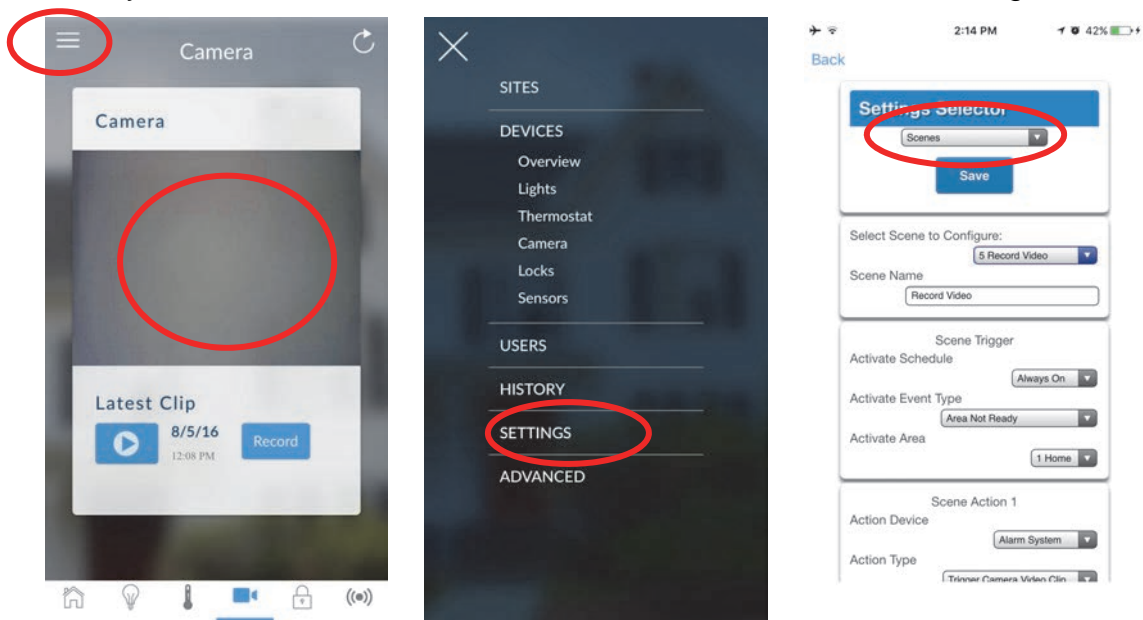 Camera
Camera
Latest Clip
8/5/16
12:08 PM
Record
SITES
DEVICES
Overview
Lights
Thermostat
Camera
Locks
Sensors
USERS
HISTORY
SETTINGS
ADVANCED
2:14 PM
42%
Back
Settings Selector
Scenes
Save
Select Scene to Configure:
5 Record Video
Scene Name
Record Video
Scene Trigger
Activate Schedule
Always On
Activate Event Type
Area Not Ready
Activate Area
1 Home
Scene Action 1
Action Device
Alarm System
Action Type
Trigger Camera Video Clip